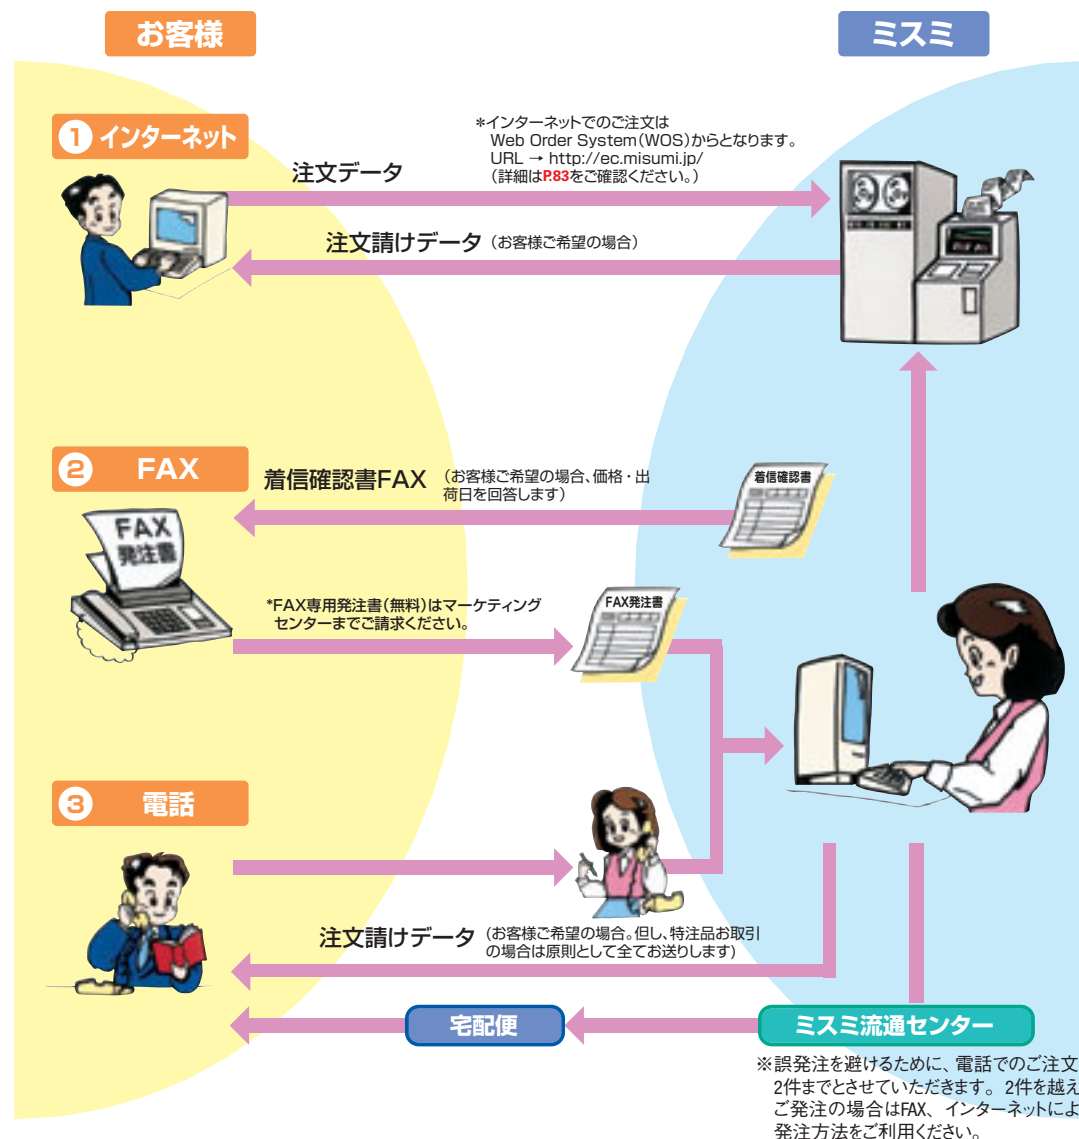 お客様
ミスミ
① インターネット
*インターネットでのご注文は
Web Order System(WOS)からとなります。
URL → http://ec.misumi.jp/
(詳細はP.83をご確認ください。)
注文データ
注文請けデータ (お客様ご希望の場合)
② FAX
着信確認書FAX (お客様ご希望の場合、価格・出
荷日を回答します)
着信確認書
FAX
発注書
*FAX専用発注書(無料)はマーケティング
センターまでご請求ください。
FAX発注書
③ 電話
注文請けデータ (お客様ご希望の場合。但し、特注品お取引
の場合は原則として全てお送りします)
宅配便
ミスミ流通センター
※誤発注を避けるために、電話でのご注文
2件までとさせていただきます。2件を越え
ご発注の場合はFAX、インターネットによ
発注方法をご利用ください。